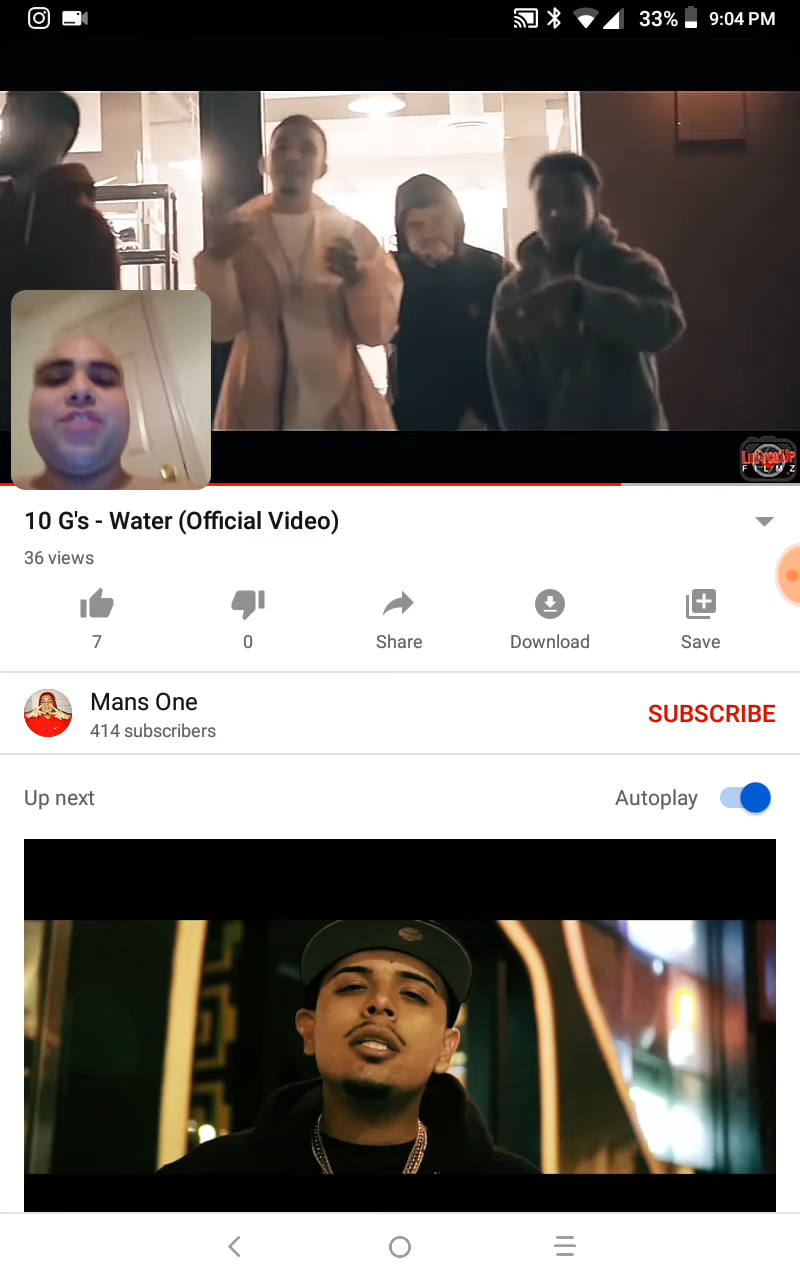 33% 9:04 PM
FILMZ
10 G's - Water (Official Video)
36 views
7
0
Share
Download
Save
Mans One
414 subscribers
SUBSCRIBE
Up next
Autoplay